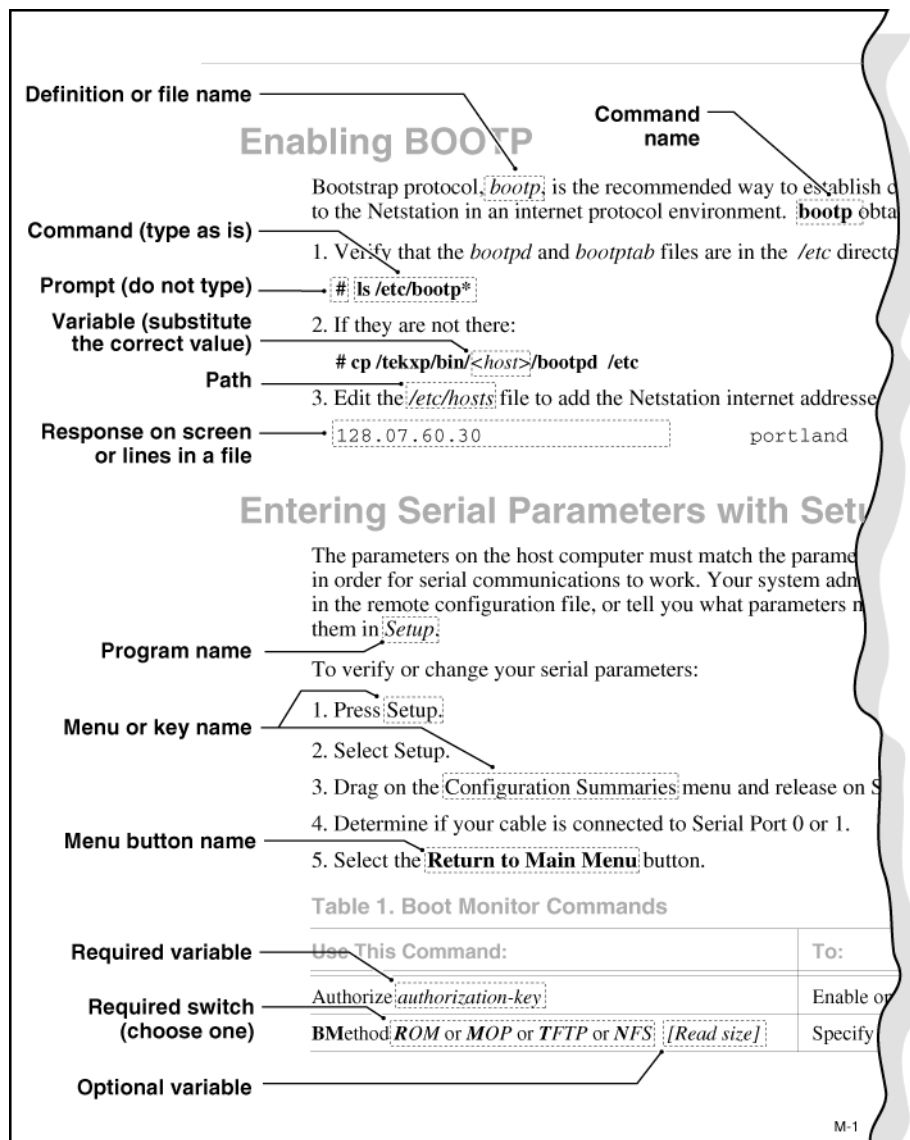 Definition or file name
Command
name
Enabling BOOTP
Bootstrap protocol, bootp, is the recommended way to establish c
to the Netstation in an internet protocol environment. bootp obta
Command (type as is)
1. Verify that the bootpd and bootptab files are in the /etc directo
Prompt (do not type)
# ls /etc/bootp*
Variable (substitute
the correct value)
2. If they are not there:
# cp /tekxp/bin/<host>/bootpd /etc
Path
3. Edit the /etc/hosts file to add the Netstation internet addresse
Response on screen
or lines in a file
128.07.60.30 portland
Entering Serial Parameters with Setu
The parameters on the host computer must match the parame
in order for serial communications to work. Your system adm
in the remote configuration file, or tell you what parameters n
them in Setup.
Program name
To verify or change your serial parameters:
Menu or key name
1. Press Setup.
2. Select Setup.
3. Drag on the Configuration Summaries menu and release on S
4. Determine if your cable is connected to Serial Port 0 or 1.
Menu button name
5. Select the Return to Main Menu button.
Table 1. Boot Monitor Commands
Required variable
Use This Command: To:
Authorize authorization-key Enable or
Required switch
(choose one)
BMethod ROM or MOP or TFTP or NFS [Read size] Specify
Optional variable
M-1